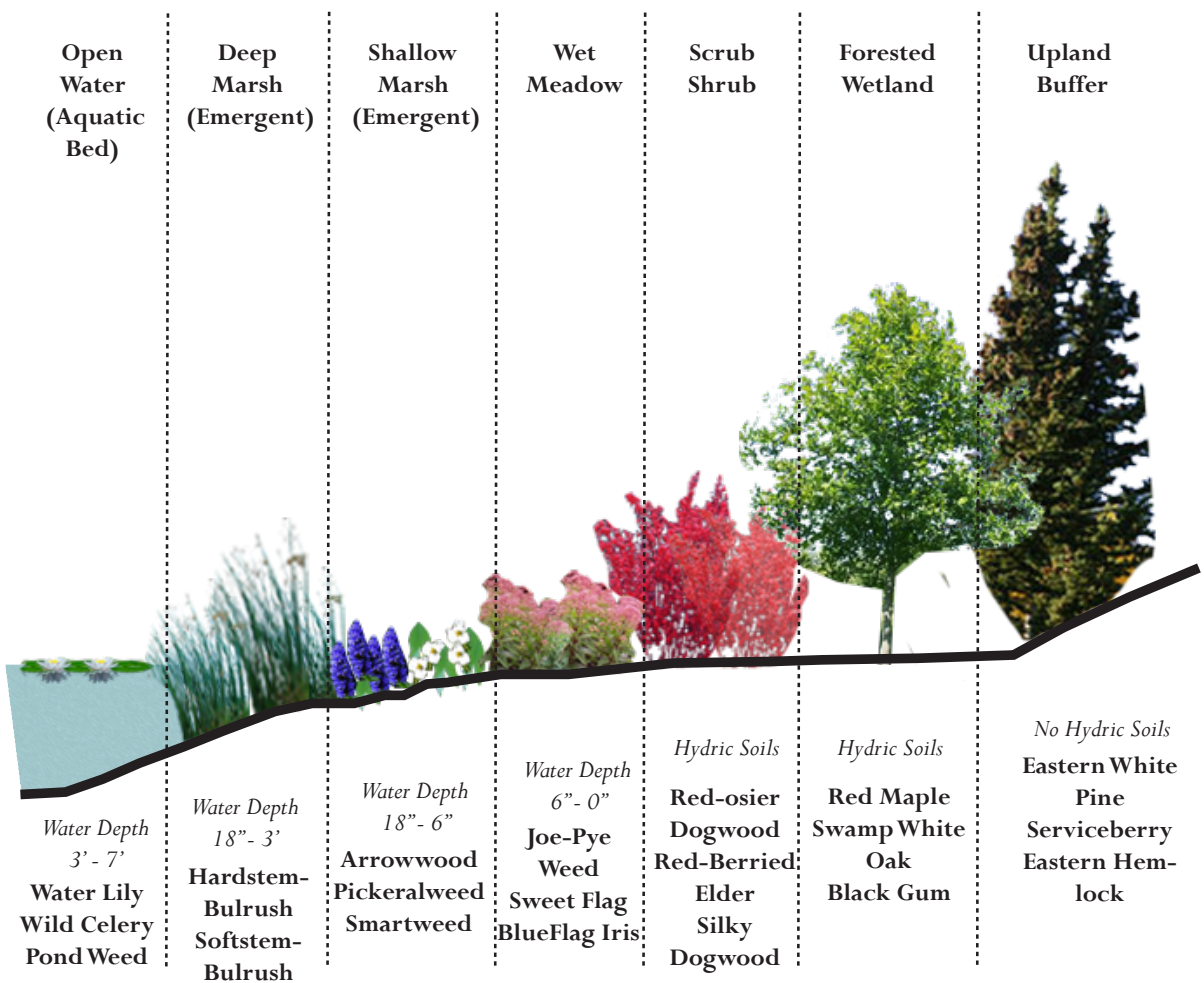 Open
Water
(Aquatic
Bed)
Deep
Marsh
(Emergent)
Shallow
Marsh
(Emergent)
Wet
Meadow
Scrub
Shrub
Forested
Wetland
Upland
Buffer
Water Depth
3’ - 7’
Water Lily
Wild Celery
Pond Weed
Water Depth
18”- 3’
Hardstem-
Bulrush
Softstem-
Bulrush
Water Depth
18”- 6”
Arrowwood
Pickeralweed
Smartweed
Water Depth
6”- 0”
Joe-Pye
Weed
Sweet Flag
BlueFlag Iris
Hydric Soils
Red-osier
Dogwood
Red-Berried
Elder
Silky
Dogwood
Hydric Soils
Red Maple
Swamp White
Oak
Black Gum
No Hydric Soils
Eastern White
Pine
Serviceberry
Eastern Hem-
lock